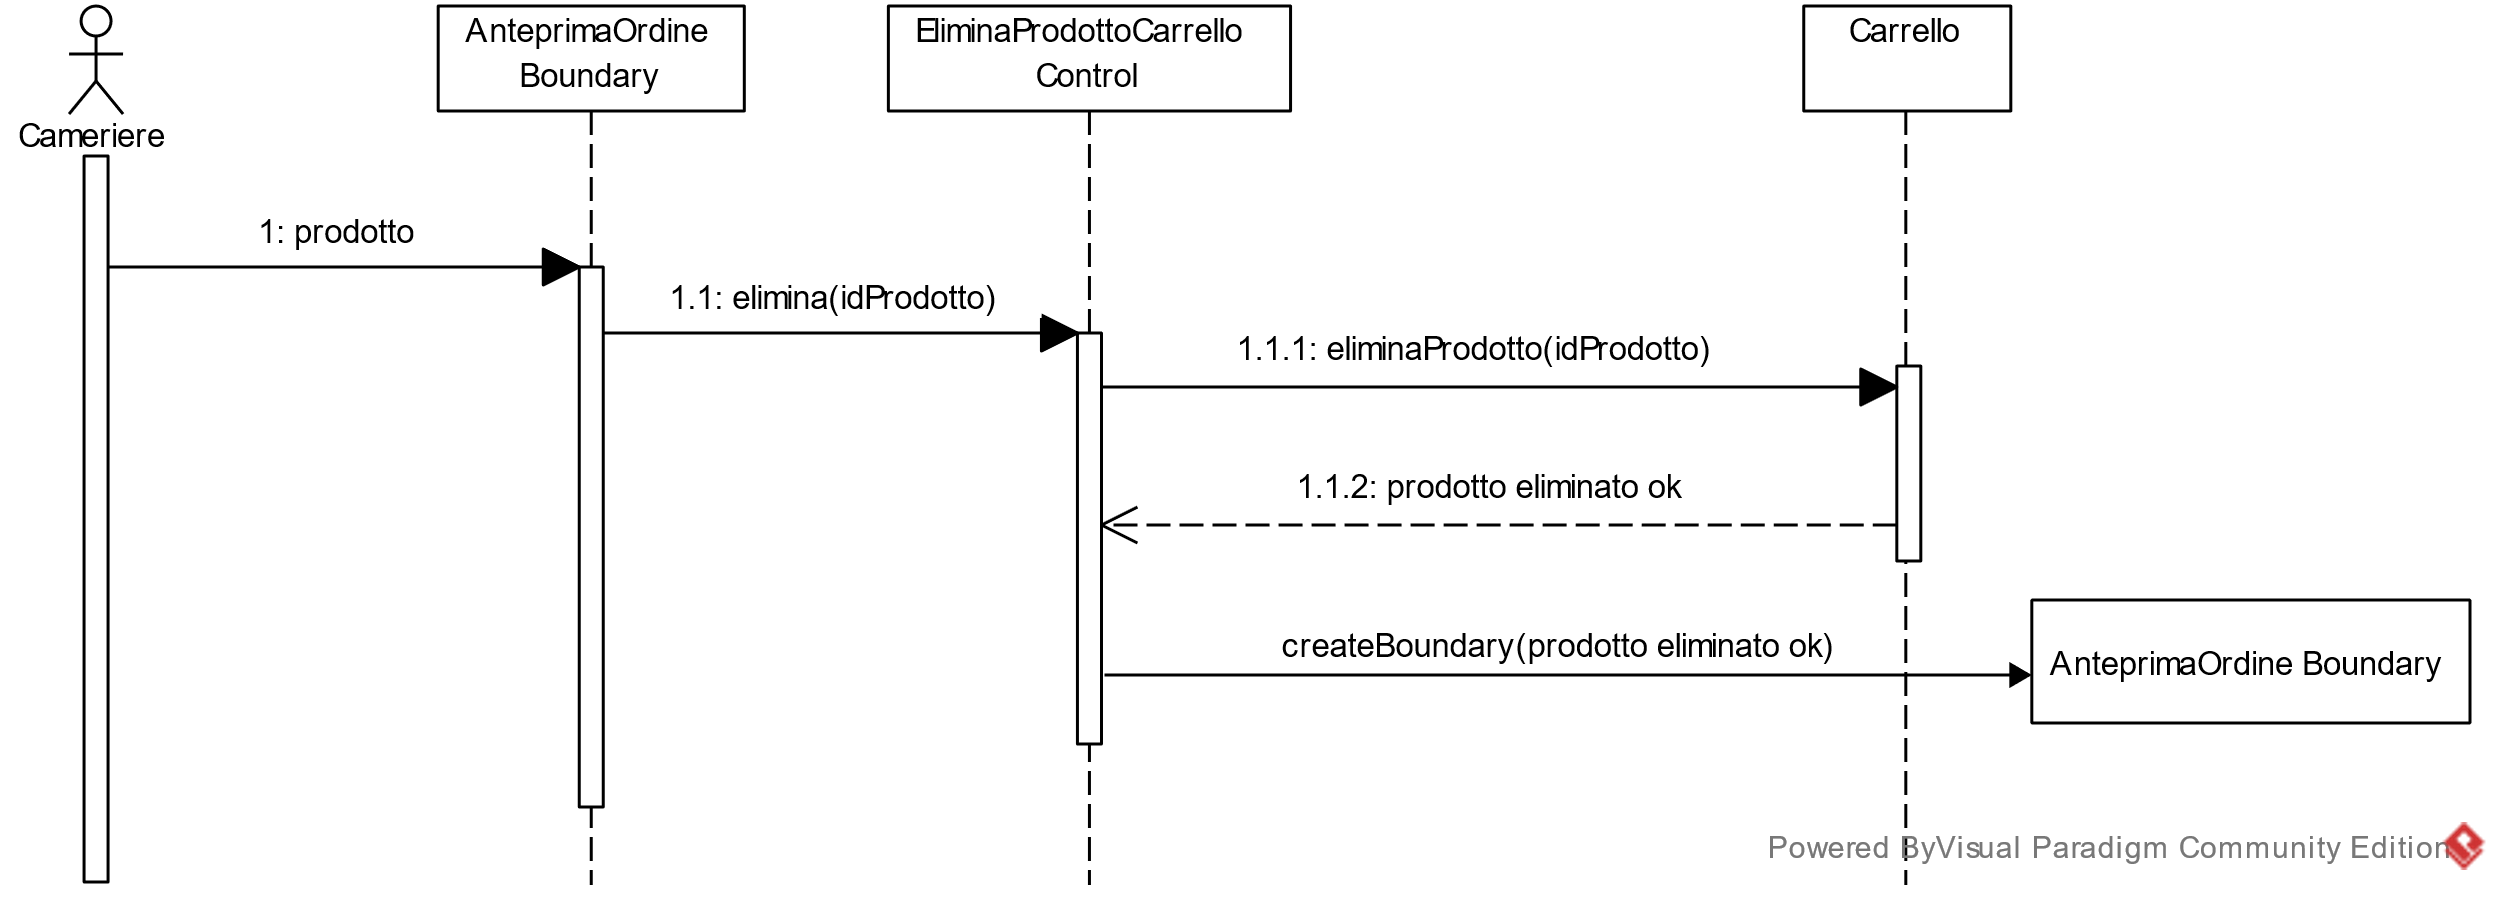 Cameriere
AnteprimaOrdine
Boundary
EliminaProdottoCarrello
Control
Carrello
1: prodotto
1.1: elimina(idProdotto)
1.1.1: eliminaProdotto(idProdotto)
1.1.2: prodotto eliminato ok
createBoundary(prodotto eliminato ok)
AnteprimaOrdine Boundary
Powered ByVisual Paradigm Community Edition